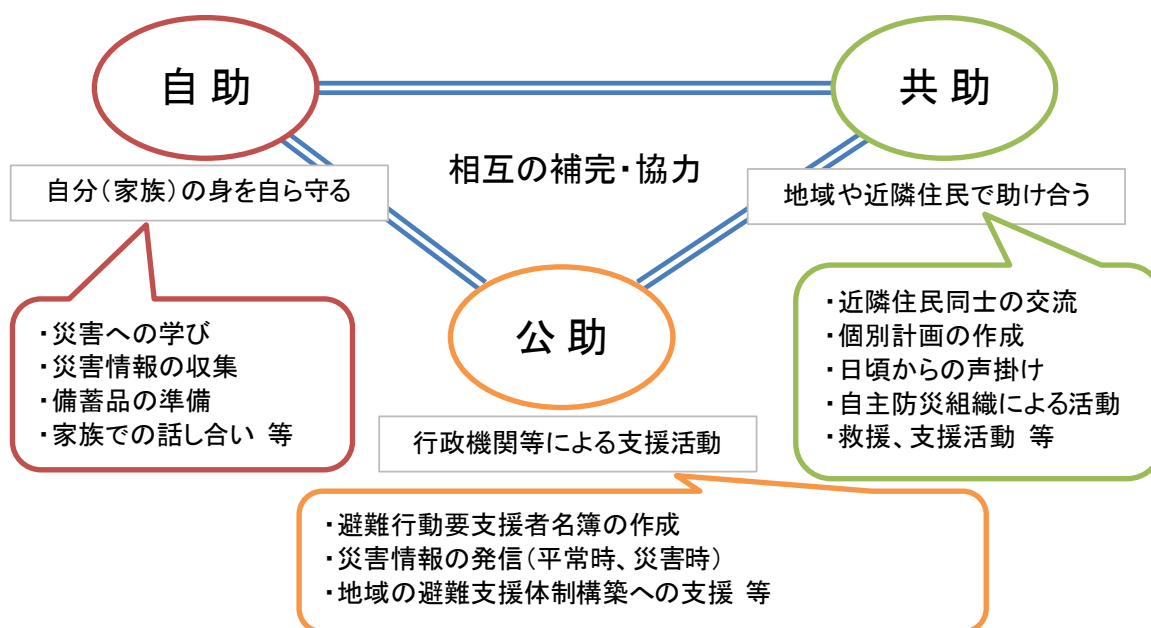 自助
共助
相互の補完・協力
自分(家族)の身を自ら守る
地域や近隣住民で助け合う
・災害への学び
・災害情報の収集
・備蓄品の準備
・家族での話し合い 等
・近隣住民同士の交流
・個別計画の作成
・日頃からの声掛け
・自主防災組織による活動
・救援、支援活動 等
公助
行政機関等による支援活動
・避難行動要支援者名簿の作成
・災害情報の発信(平常時、災害時)
・地域の避難支援体制構築への支援 等